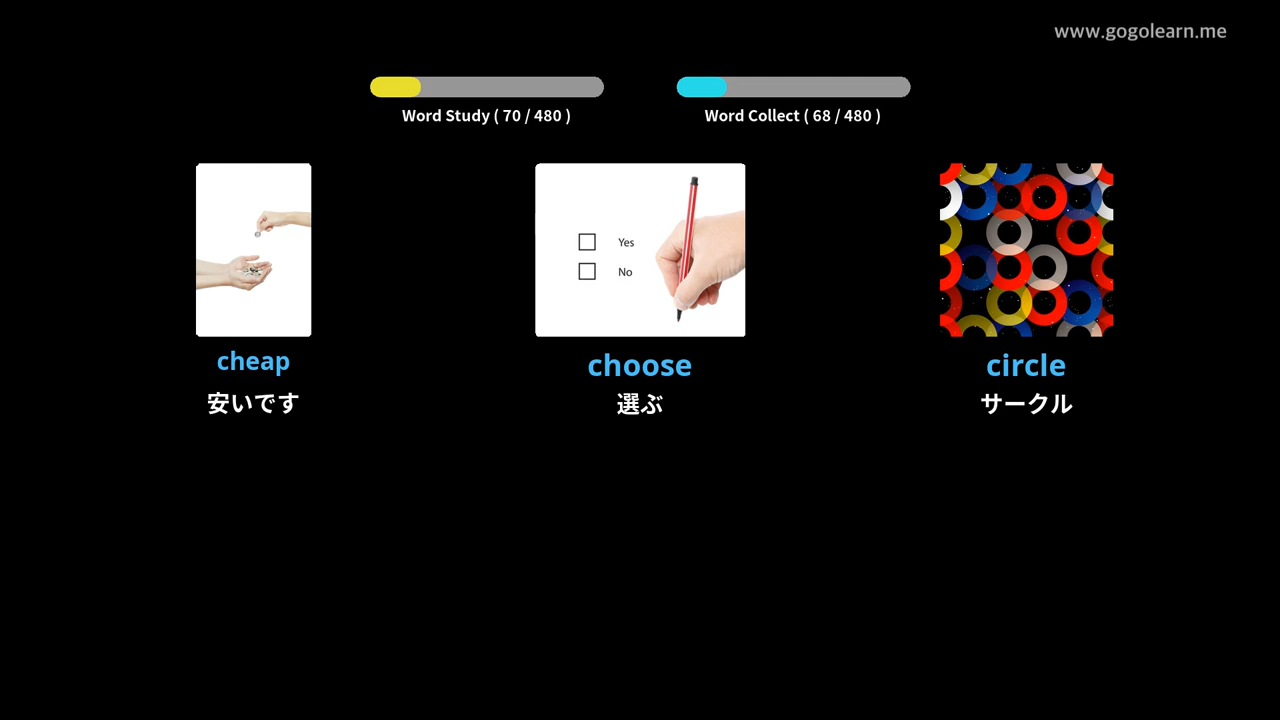 www.gogolearn.me
Word Study ( 70 / 480 )
Word Collect ( 68 / 480 )
Yes
No
cheap
choose
circle
安いです
選ぶ
サークル